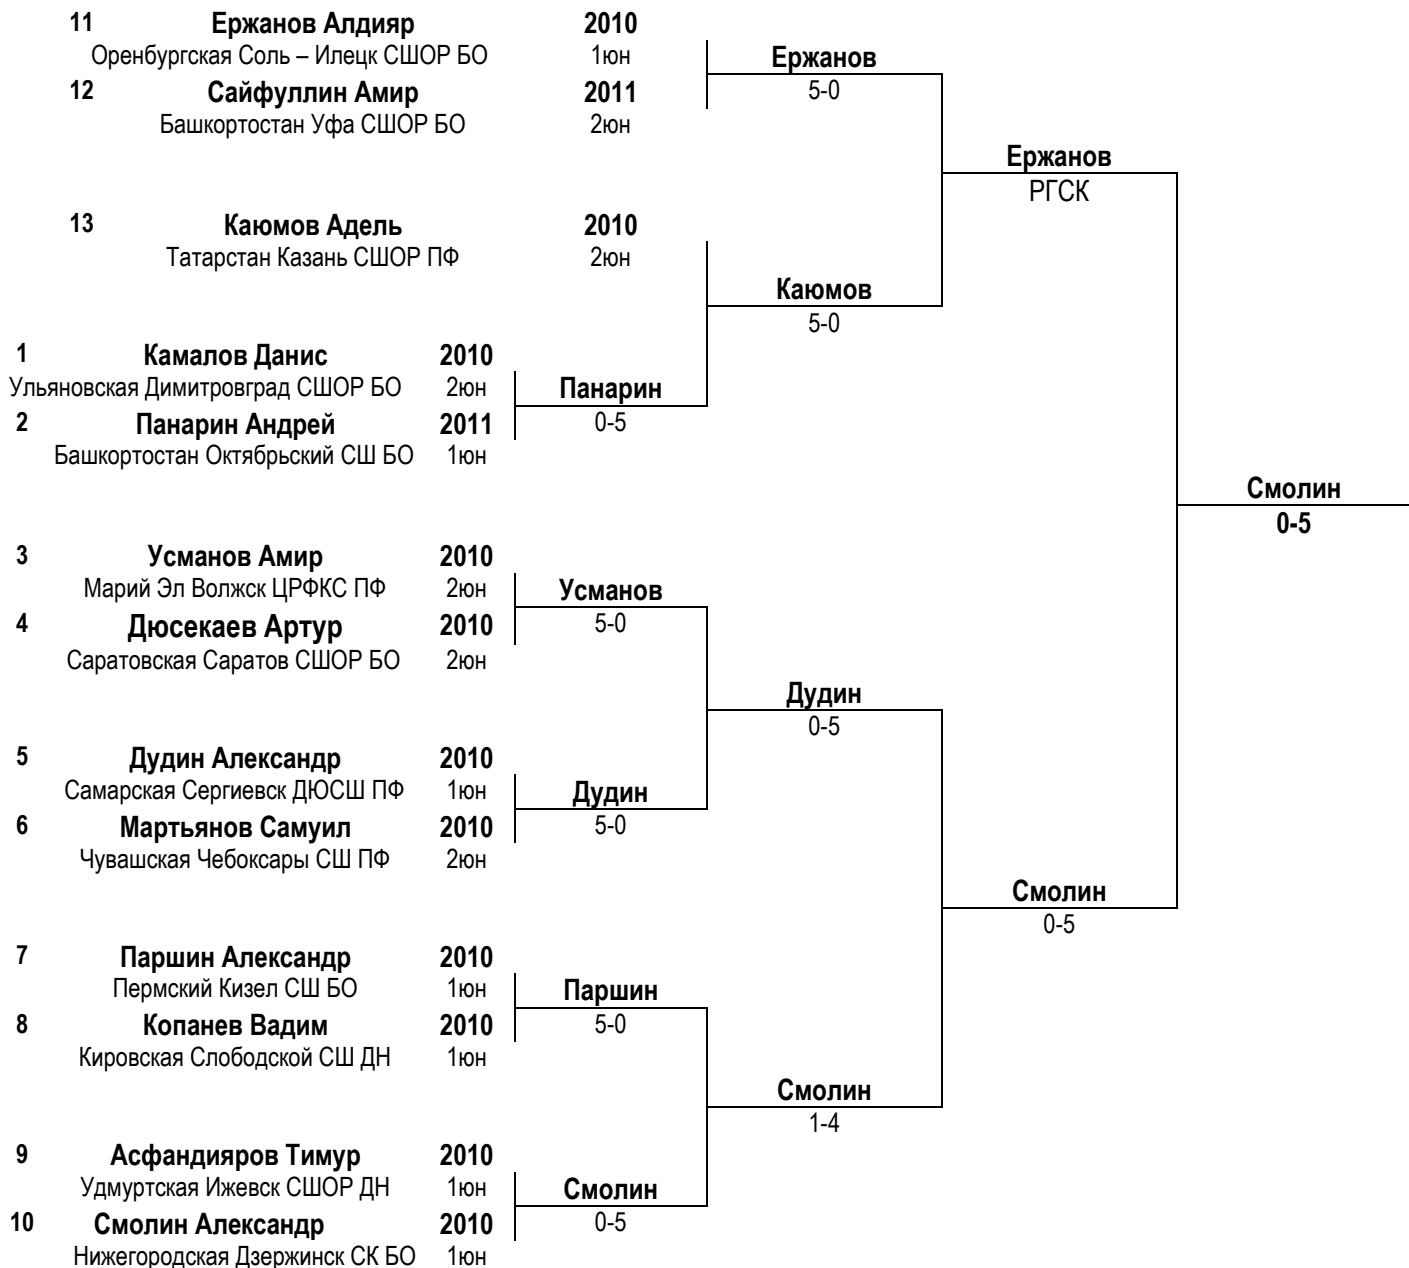 11 Ержанов Алдияр 2010
Оренбургская Соль – Илецк СШОР БО 1юн
Ержанов
12 Сайфуллин Амир 2011
5-0
Башкортостан Уфа СШОР БО 2юн
Ержанов
РГСК
13 Каюмов Адель 2010
Татарстан Казань СШОР ПФ 2юн
Каюмов
5-0
1 Камалов Данис 2010
Ульяновская Димитровград СШОР БО 2юн
Панарин
2 Панарин Андрей 2011
0-5
Башкортостан Октябрьский СШ БО 1юн
Смолин
0-5
3 Усманов Амир 2010
Марий Эл Волжск ЦРФКС ПФ 2юн
Усманов
4 Дюсекаев Артур 2010
5-0
Саратовская Саратов СШОР БО 2юн
Дудин
0-5
5 Дудин Александр 2010
Самарская Сергиевск ДЮСШ ПФ 1юн
Дудин
6 Мартьянов Самуил 2010
5-0
Чувашская Чебоксары СШ ПФ 2юн
Смолин
0-5
7 Паршин Александр 2010
Пермский Кизел СШ БО 1юн
Паршин
8 Копанев Вадим 2010
5-0
Кировская Слободской СШ ДН 1юн
Смолин
1-4
9 Асфандияров Тимур 2010
Удмуртская Ижевск СШОР ДН 1юн
Смолин
10 Смолин Александр 2010
0-5
Нижегородская Дзержинск СК БО 1юн